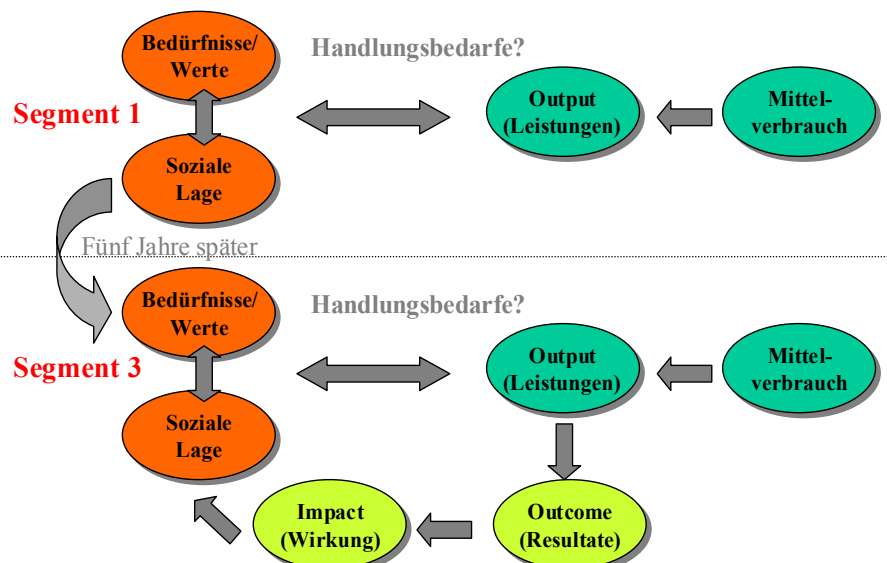 Bedürfnisse/
Werte
Handlungsbedarfe?
Segment 1
Output
(Leistungen)
Mittel-
verbrauch
Soziale
Lage
Fünf Jahre später
Bedürfnisse/
Werte
Handlungsbedarfe?
Segment 3
Output
(Leistungen)
Mittel-
verbrauch
Soziale
Lage
Impact
(Wirkung)
Outcome
(Resultate)